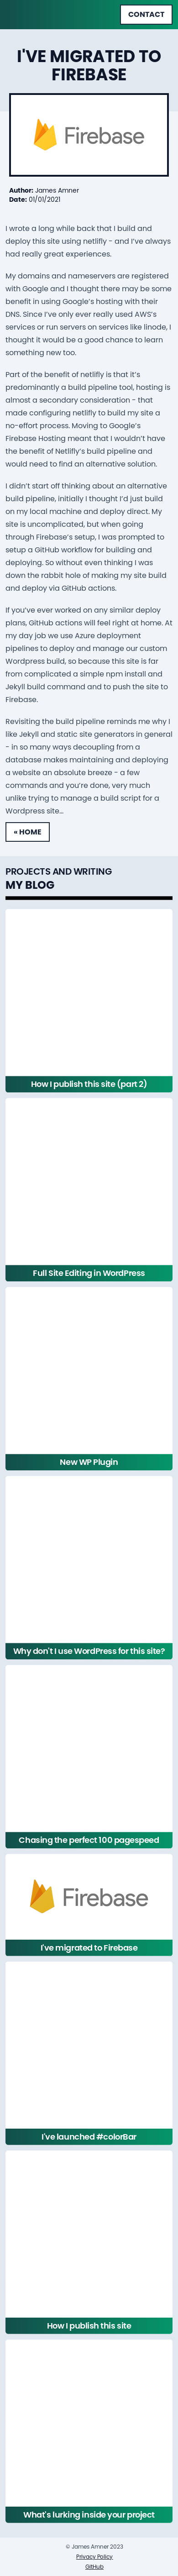 CONTACT
I'VE MIGRATED TO
FIREBASE
Firebase
Author: James Amner
Date: 01/01/2021
I wrote a long while back that I build and
deploy this site using netlify - and I've always
had really great experiences.
My domains and nameservers are registered
with Google and I thought there may be some
benefit in using Google's hosting with their
DNS. Since I've only ever really used AWS's
services or run servers on services like linode, I
thought it would be a good chance to learn
something new too.
Part of the benefit of netlify is that it's
predominantly a build pipeline tool, hosting is
almost a secondary consideration - that
made configuring netlifly to build my site a
no-effort process. Moving to Google's
Firebase Hosting meant that I wouldn't have
the benefit of Netlifly's build pipeline and
would need to find an alternative solution.
I didn't start off thinking about an alternative
build pipeline, initially I thought I'd just build
on my local machine and deploy direct. My
site is uncomplicated, but when going
through Firebase's setup, I was prompted to
setup a GitHub workflow for building and
deploying. So without even thinking I was
down the rabbit hole of making my site build
and deploy via GitHub actions.
If you've ever worked on any similar deploy
plans, GitHub actions will feel right at home. At
my day job we use Azure deployment
pipelines to deploy and manage our custom
Wordpress build, so because this site is far
from complicated a simple npm install and
Jekyll build command and to push the site to
Firebase.
Revisiting the build pipeline reminds me why I
like Jekyll and static site generators in general
- in so many ways decoupling from a
database makes maintaining and deploying
a website an absolute breeze - a few
commands and you're done, very much
unlike trying to manage a build script for a
Wordpress site...
« HOME
PROJECTS AND WRITING
MY BLOG
How I publish this site (part 2)
Full Site Editing in WordPress
New WP Plugin
Why don't I use WordPress for this site?
Chasing the perfect 100 pagespeed
Firebase
I've migrated to Firebase
I've launched #colorBar
How I publish this site
What's lurking inside your project
© James Amner 2023
Privacy Policy
GitHub